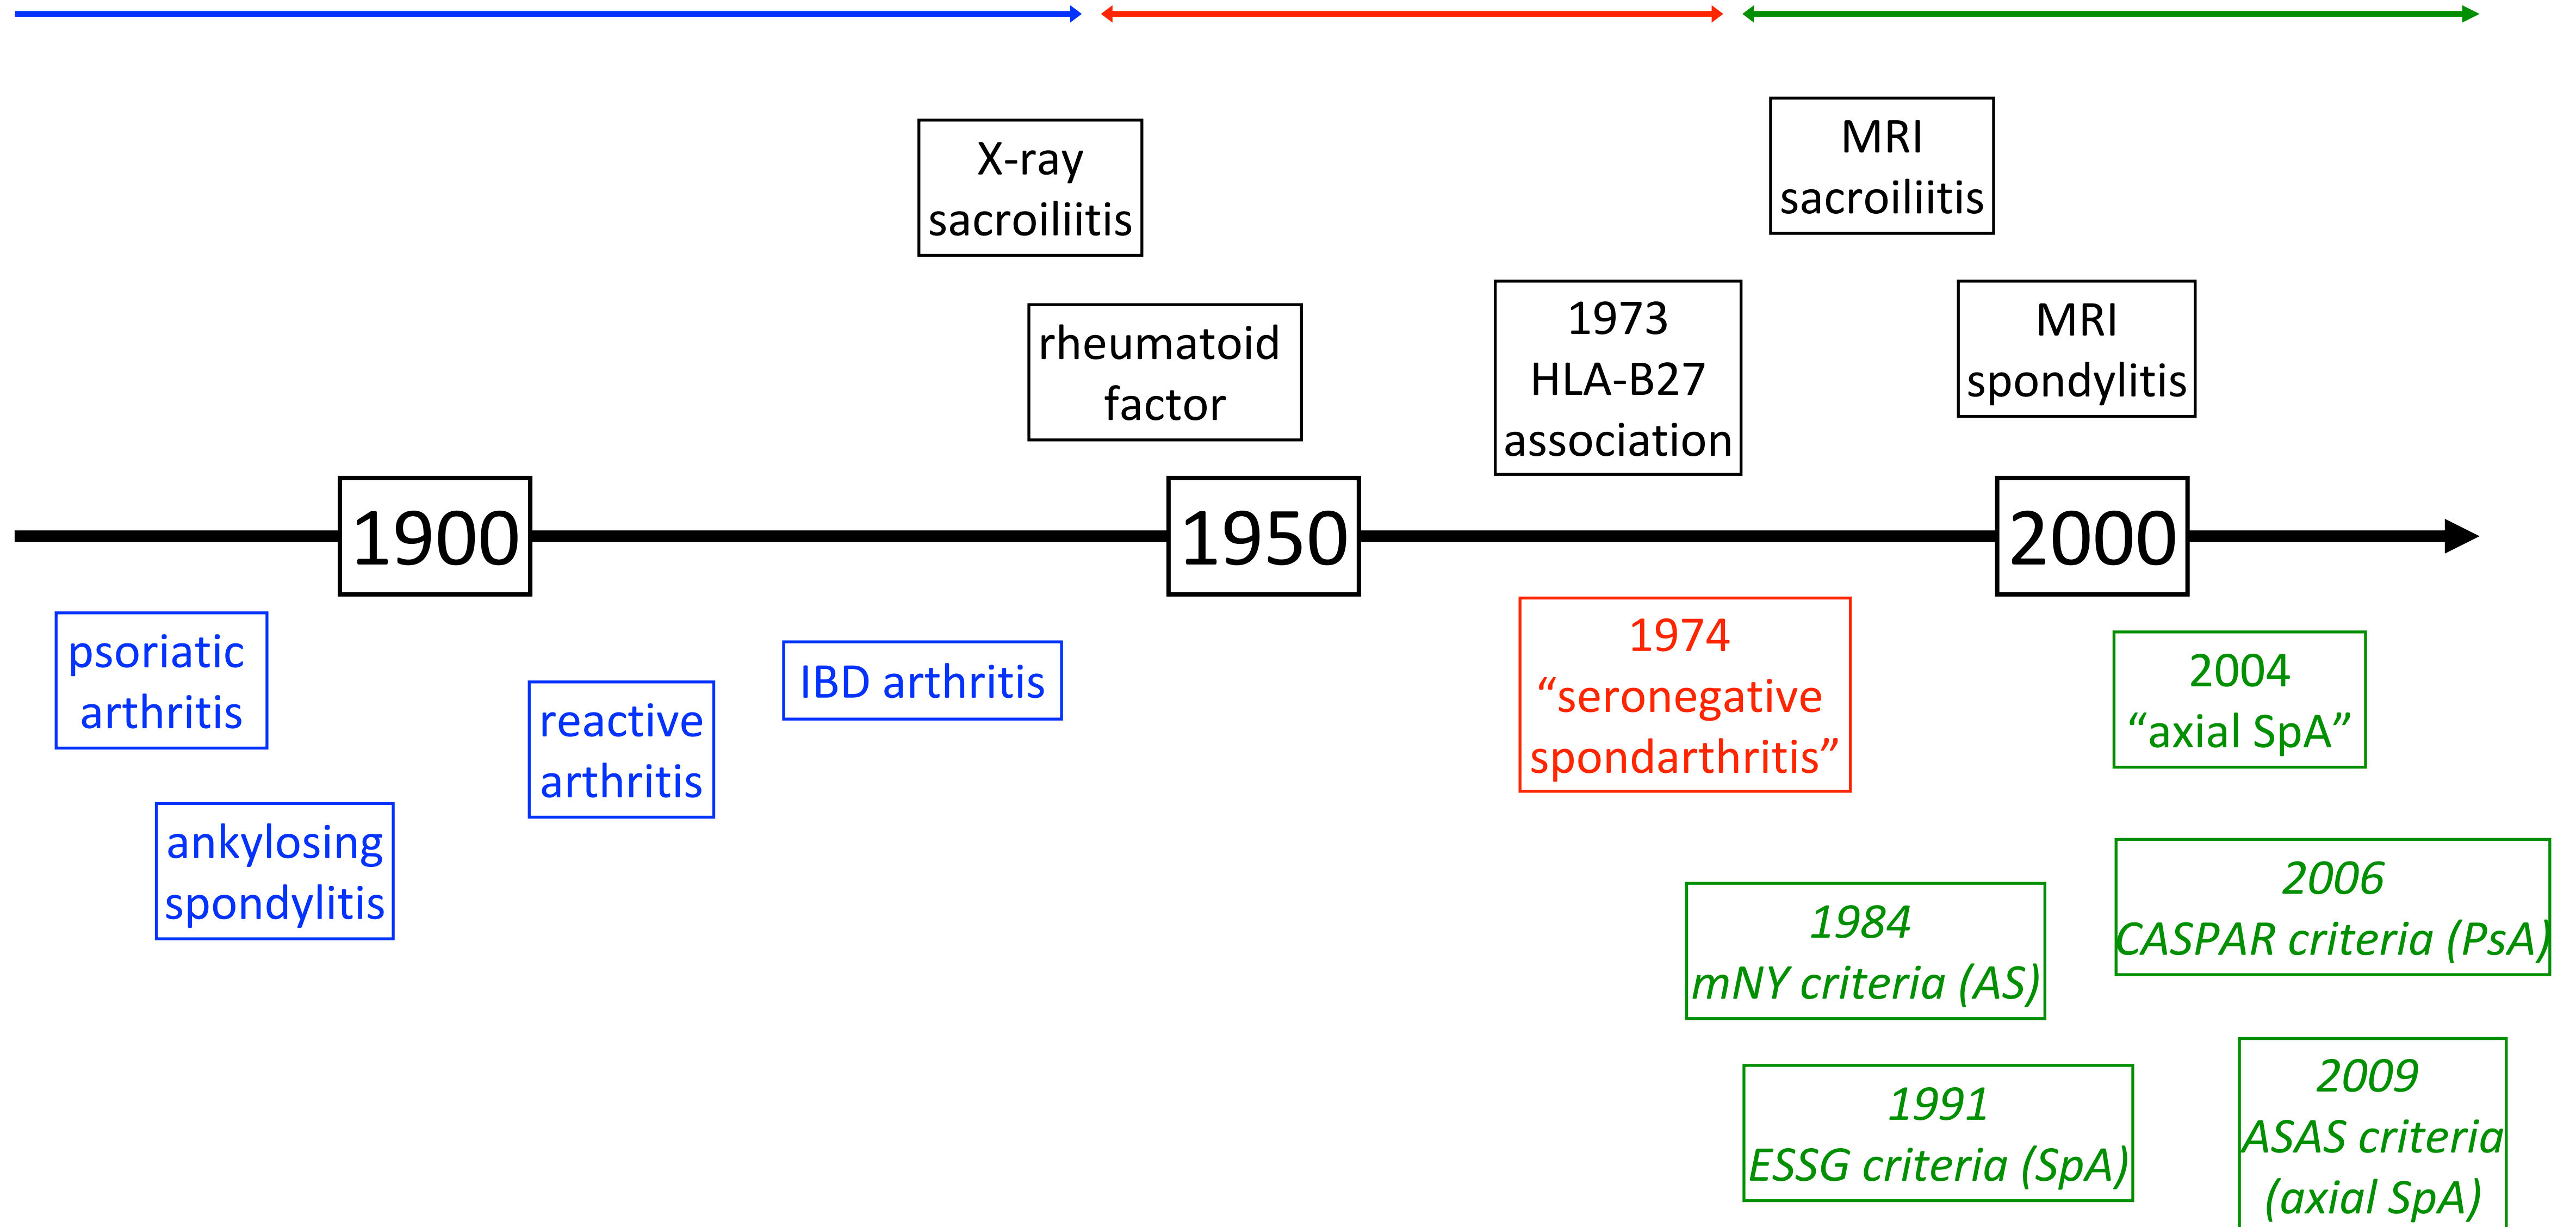 X-ray
sacroiliitis
MRI
sacroiliitis
rheumatoid
factor
1973
HLA-B27
association
MRI
spondylitis
1900
1950
2000
psoriatic
arthritis
ankylosing
spondylitis
reactive
arthritis
IBD arthritis
1974
“seronegative
spondarthritis”
2004
“axial SpA”
1984
mNY criteria (AS)
2006
CASPAR criteria (PsA)
1991
ESSG criteria (SpA)
2009
ASAS criteria
(axial SpA)